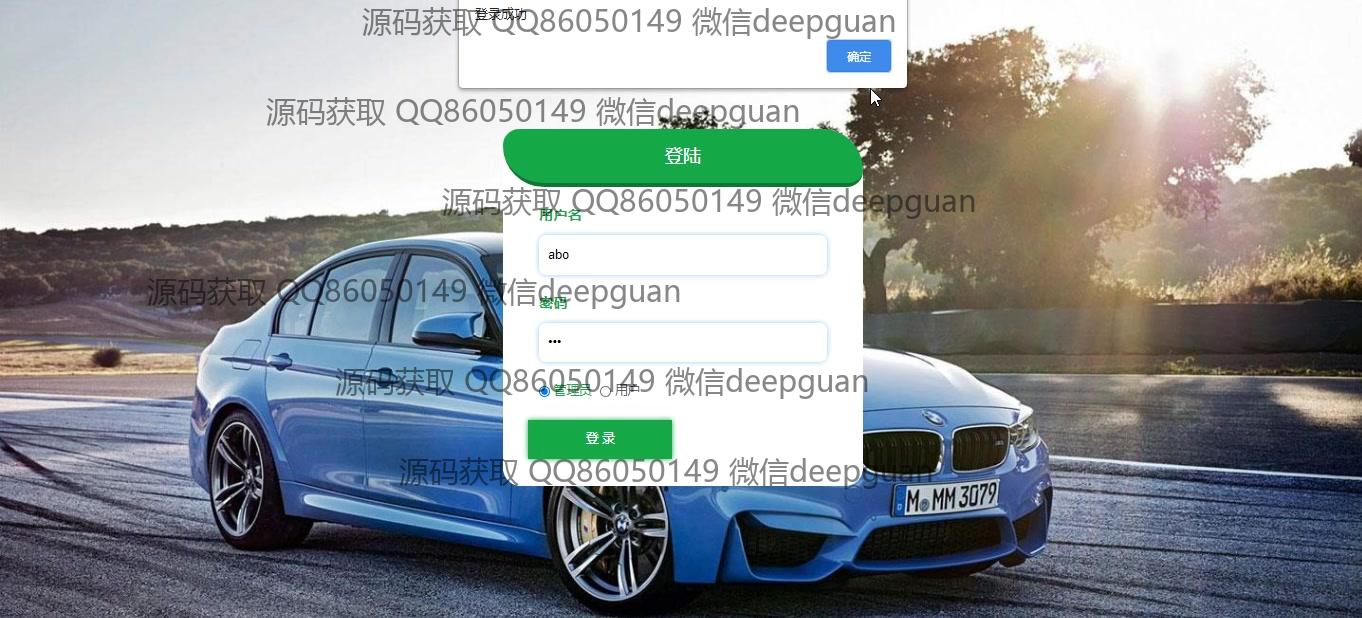 登录成功
源码获取 QQ86050149 微信deepguan
确定
源码获取 QQ86050149 微信deepguan
登陆
源码获取 QQ86050149 微信deepguan
用户名
abo
源码获取 QQ86050149 微信deepguan
密码
•••
源码获取 QQ86050149 微信deepguan
管理员 用户
登 录
源码获取 QQ86050149 微信deepguan
M MM 3079